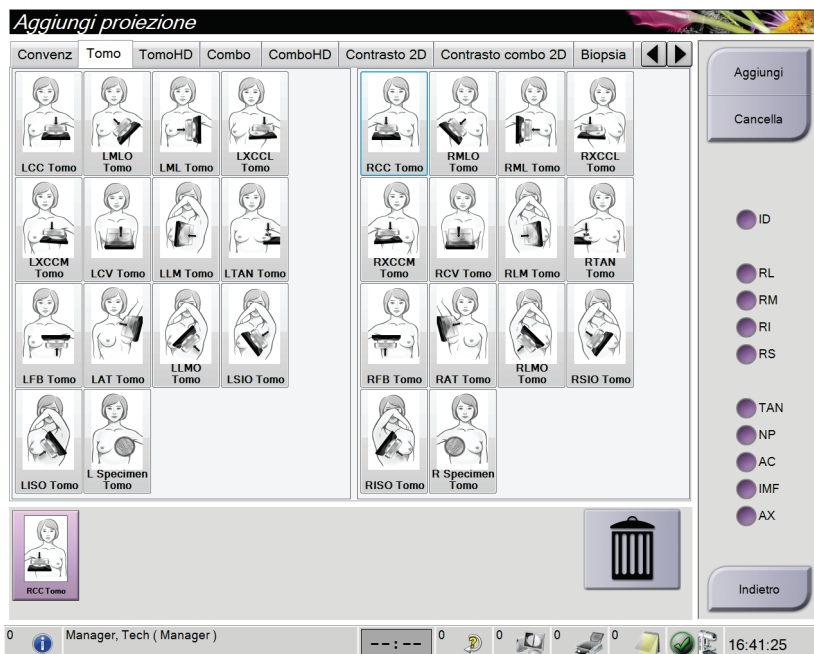 Aggiungi proiezione
Convenz Tomo TomoHD Combo ComboHD Contrasto 2D Contrasto combo 2D Biopsia
LCC Tomo
LMLO
Tomo
LML Tomo
LXCCL
Tomo
LXCCM
Tomo
LCV Tomo
LLM Tomo
LTAN Tomo
LFB Tomo
LAT Tomo
LLMO
Tomo
LSIO Tomo
LISO Tomo
L Specimen
Tomo
RCC Tomo
RMLO
Tomo
RML Tomo
RXCCL
Tomo
RXCCM
Tomo
RCV Tomo
RLM Tomo
RTAN
Tomo
RFB Tomo
RAT Tomo
RLMO
Tomo
RSIO Tomo
RISO Tomo
R Specimen
Tomo
Aggiungi
Cancella
ID
RL
RM
RI
RS
TAN
NP
AC
IMF
AX
Indietro
RCC Tomo
0 Manager, Tech ( Manager ) --:-- 0 0 0 0 16:41:25